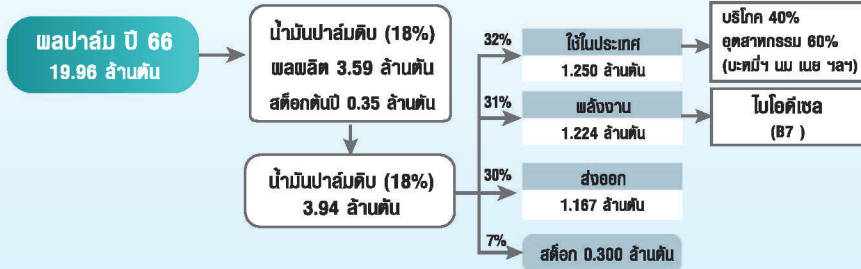 ผลปาล์ม ปี 66
19.96 ล้านตัน
น้ำมันปาล์มดิบ (18%)
ผลผลิต 3.59 ล้านตัน
สต็อกต้นปี 0.35 ล้านตัน
น้ำมันปาล์มดิบ (18%)
3.94 ล้านตัน
32%
ใช้ในประเทศ
1.250 ล้านตัน
บริโภค 40%
อุตสาหกรรม 60%
(บะหมี่ฯ นม เนย ฯลฯ)
31%
พลังงาน
1.224 ล้านตัน
ไบโอดีเซล
(B7 )
30%
ส่งออก
1.167 ล้านตัน
7%
สต็อก 0.300 ล้านตัน